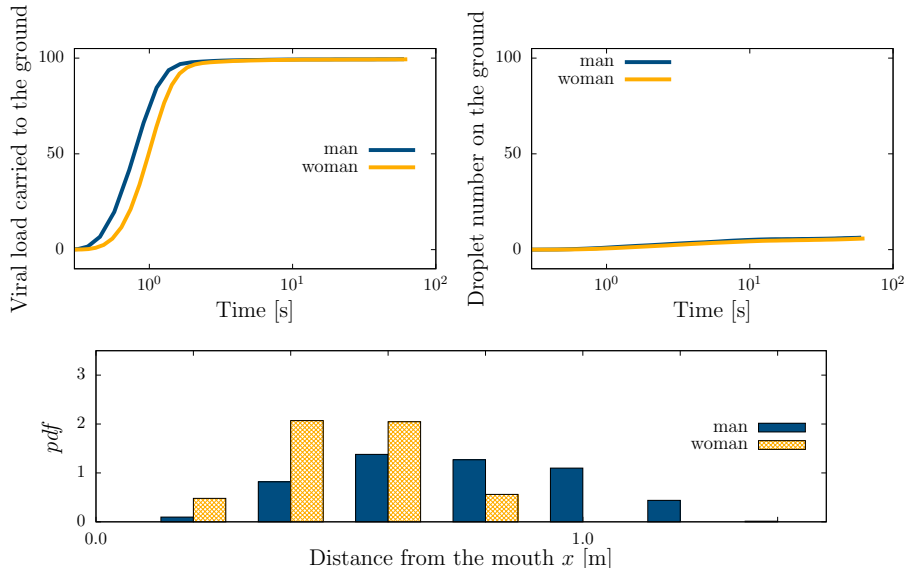 Viral load carried to the ground
100
50
0
man
woman
10^0
10^1
10^2
Time [s]
Droplet number on the ground
100
50
0
man
woman
10^0
10^1
10^2
Time [s]
pdf
3
2
1
0
man
woman
0.0
1.0
Distance from the mouth x [m]